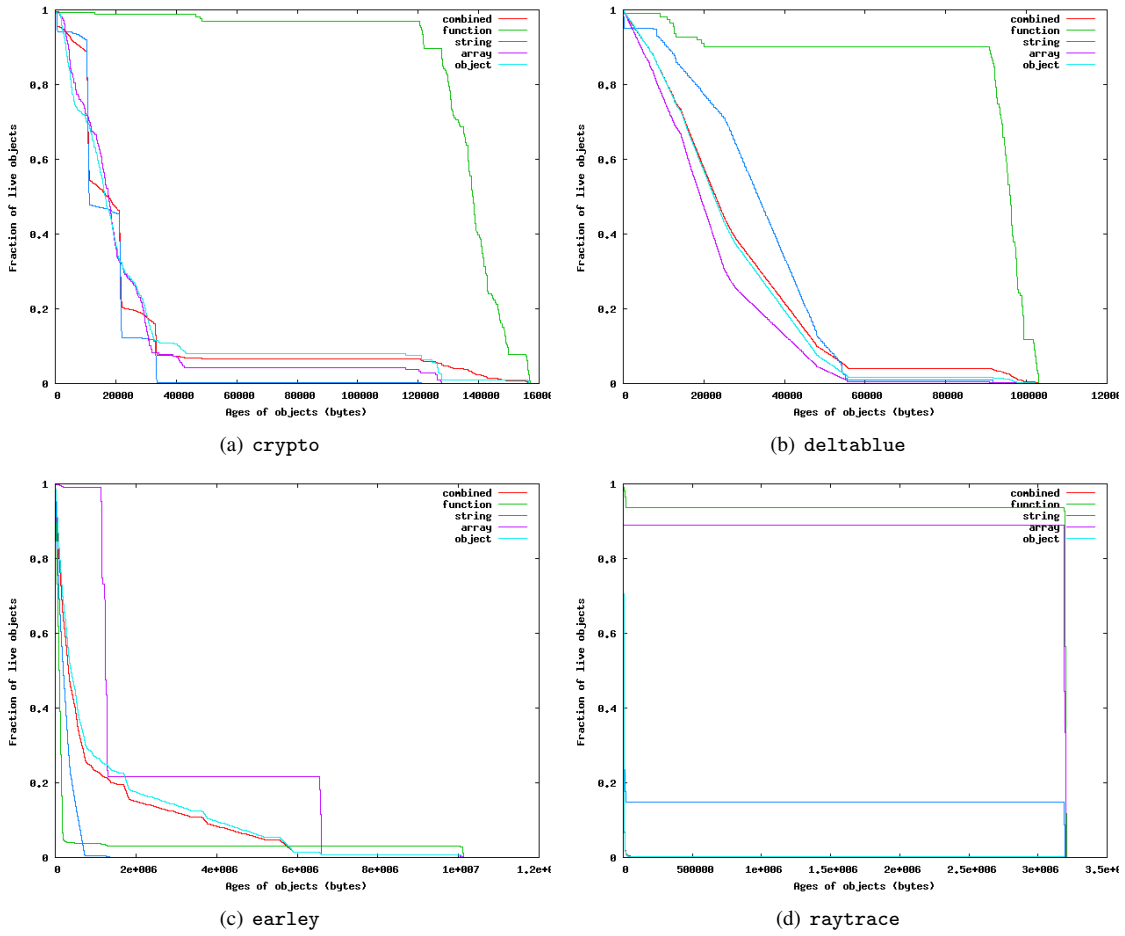 1
0.8
0.6
0.4
0.2
0
Fraction of live objects
combined
function
string
array
object
0 20000 40000 60000 80000 100000 120000 140000 16000
Ages of objects (bytes)
(a) crypto
1
0.8
0.6
0.4
0.2
0
Fraction of live objects
combined
function
string
array
object
0 20000 40000 60000 80000 100000 12000
Ages of objects (bytes)
(b) deltablue
1
0.8
0.6
0.4
0.2
0
Fraction of live objects
combined
function
string
array
object
0 2e+006 4e+006 6e+006 8e+006 1e+007 1.2e+
Ages of objects (bytes)
(c) earley
1
0.8
0.6
0.4
0.2
0
Fraction of live objects
combined
function
string
array
object
0 500000 1e+006 1.5e+006 2e+006 2.5e+006 3e+006 3.5e+
Ages of objects (bytes)
(d) raytrace